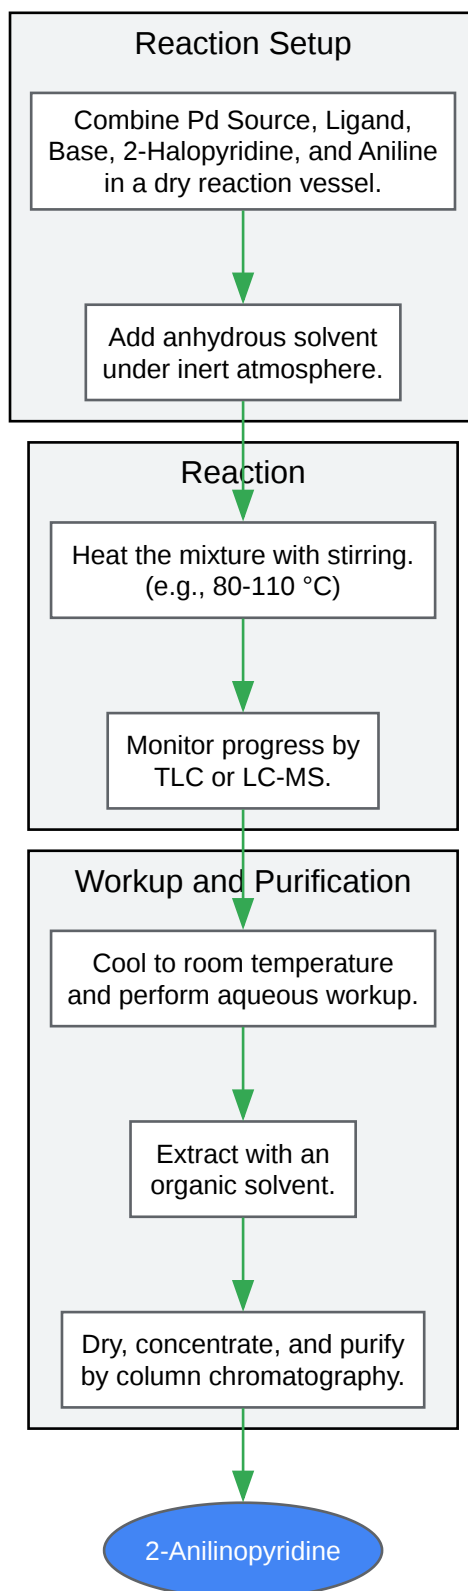 Reaction Setup
Combine Pd Source, Ligand,
Base, 2-Halopyridine, and Aniline
in a dry reaction vessel.
Add anhydrous solvent
under inert atmosphere.
Reaction
Heat the mixture with stirring.
(e.g., 80-110 °C)
Monitor progress by
TLC or LC-MS.
Workup and Purification
Cool to room temperature
and perform aqueous workup.
Extract with an
organic solvent.
Dry, concentrate, and purify
by column chromatography.
2-Anilinopyridine